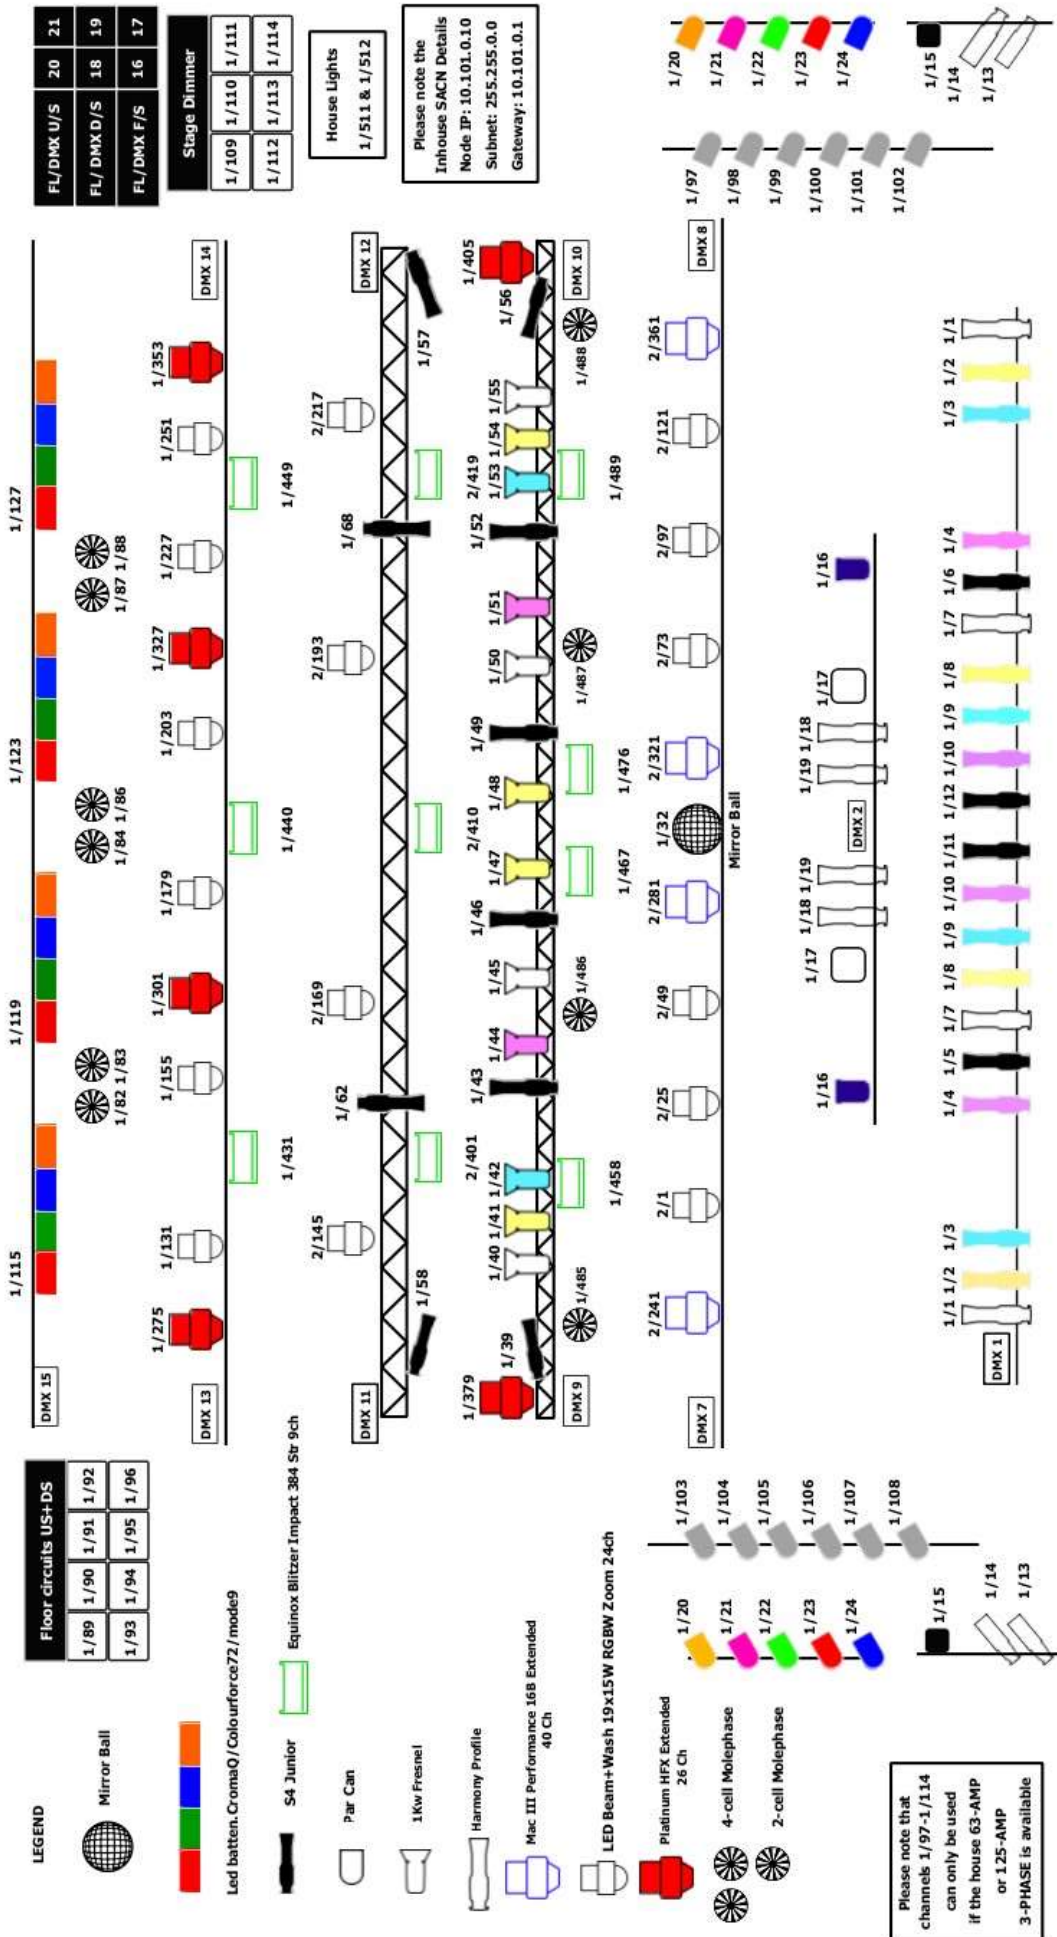 LEGEND
Mirror Ball
Led batten.CromaQ/Colourforce72/mode9
S4 Junior
Equinox Blitzer Impact 384 Str 9ch
Par Can
1Kw Fresnel
Harmony Profile
Mac III Performance 16B Extended
40 Ch
LED Beam+Wash 19x15W RGBW Zoom 24ch
Platinum HFX Extended
26 Ch
4-cell Molephase
2-cell Molephase
Please note that
channels 1/97-1/114
can only be used
if the house 63-AMP
or 125-AMP
3-PHASE is available
Floor circuits US+DS
1/89 1/90 1/91 1/92
1/93 1/94 1/95 1/96
1/115 1/119 1/123 1/127
DMX 15
1/82 1/83 1/84 1/86 1/87 1/88
1/275 1/131 1/155 1/301 1/179 1/203 1/327 1/227 1/251 1/353
DMX 13 DMX 14
1/431 1/440 1/449
2/145 2/169 2/193 2/217
1/62 1/68
DMX 11 DMX 12
1/58 1/57
2/401 2/410 2/419
1/379 1/39 1/40 1/41 1/42 1/43 1/44 1/45 1/46 1/47 1/48 1/49 1/50 1/51 1/52 1/53 1/54 1/55 1/56 1/405
DMX 9 DMX 10
1/485 1/486 1/487 1/488
1/458 1/467 1/476 1/489
2/241 2/1 2/25 2/49 2/281 1/32 2/321 2/73 2/97 2/121 2/361
DMX 7 DMX 8
Mirror Ball
1/16 1/17 1/18 1/19 1/19 1/18 1/17 1/16
DMX 2
1/1 1/2 1/3 1/4 1/5 1/7 1/8 1/9 1/10 1/11 1/12 1/10 1/9 1/8 1/7 1/6 1/4 1/3 1/2 1/1
DMX 1
1/103
1/104
1/105
1/106
1/107
1/108
1/20
1/21
1/22
1/23
1/24
1/15
1/14
1/13
FL/DMX U/S 20 21
FL/ DMX D/S 18 19
FL/DMX F/S 16 17
Stage Dimmer
1/109 1/110 1/111
1/112 1/113 1/114
House Lights
1/511 & 1/512
Please note the
Inhouse SACN Details
Node IP: 10.101.0.10
Subnet: 255.255.0.0
Gateway: 10.101.0.1
1/97
1/98
1/99
1/100
1/101
1/102
1/20
1/21
1/22
1/23
1/24
1/15
1/14
1/13